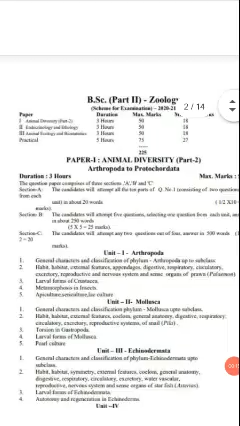 B.Sc. (Part II) - Zoology
(Scheme for Examination) – 2020-21
2 / 14
Paper Duration Max. Marks
I Animal Diversity (Part-2) 3 Hours 50 18
II Endocrinology and Ethology 3 Hours 50 18
III Animal Ecology and Biostatistics 3 Hours 50 18
Practical 5 Hours 75 27
225
PAPER-I : ANIMAL DIVERSITY (Part-2)
Arthropoda to Protochordata
Duration : 3 Hours Max. Marks :
The question paper comprises of three sections 'A','B' and 'C'
Section-A: The candidates will attempt all the ten parts of Q. No.1 (consisting of two questions from each
unit) in about 20 words (1/2 X10
marks).
Section- B: The candidates will attempt five questions, selecting one question from each unit,
in about 250 words
(5 X 5 = 25 marks).
Section-C: The candidates will attempt any two questions out of four, answer in 500 words
2 = 20
marks).
Unit – I - Arthropoda
1. General characters and classification of phylum - Arthropoda up to subclass
2. Habit, habitat, external features, appendages, digestive, respiratory, circulatory,
excretory, reproductive and nervous system and sense organs of prawn (Palaemon)
3. Larval forms of Crustacea.
4. Metamorphosis in Insects.
5. Apiculture,sericulture,lac culture
Unit – II- Mollusca
1. General characters and classification phylum - Mollusca upto subclass.
2. Habit, habitat, external features, coelom, general anatomy, digestive, respiratory,
circulatory, excretory, reproductive systems, of snail (Pila).
3. Torsion in Gastropoda.
4. Larval forms of Mollusca.
5. Pearl culture
Unit – III - Echinodermata
1. General characters and classification of phylum-Echinodermata upto
subclass.
2. Habit, habitat, symmetry, external features, coelom, general anatomy,
digestive, respiratory, circulatory, excretory, water vascular,
reproductive, nervous system and sense organs of star fish (Asterias).
3. Larval forms of Echinodermata.
4. Autotomy and regeneration in Echinoderms.
Unit –IV